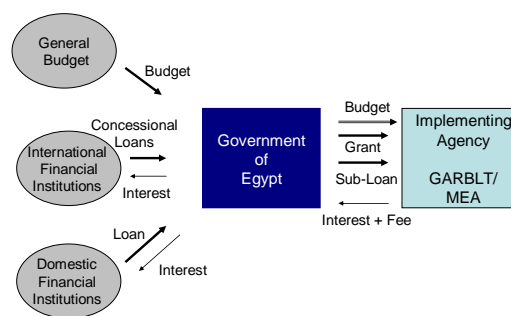 General
Budget
Budget
Concessional
Loans
International
Financial
Institutions
Interest
Loan
Interest
Domestic
Financial
Institutions
Government
of
Egypt
Budget
Grant
Sub-Loan
Interest + Fee
Implementing
Agency
GARBLT/
MEA